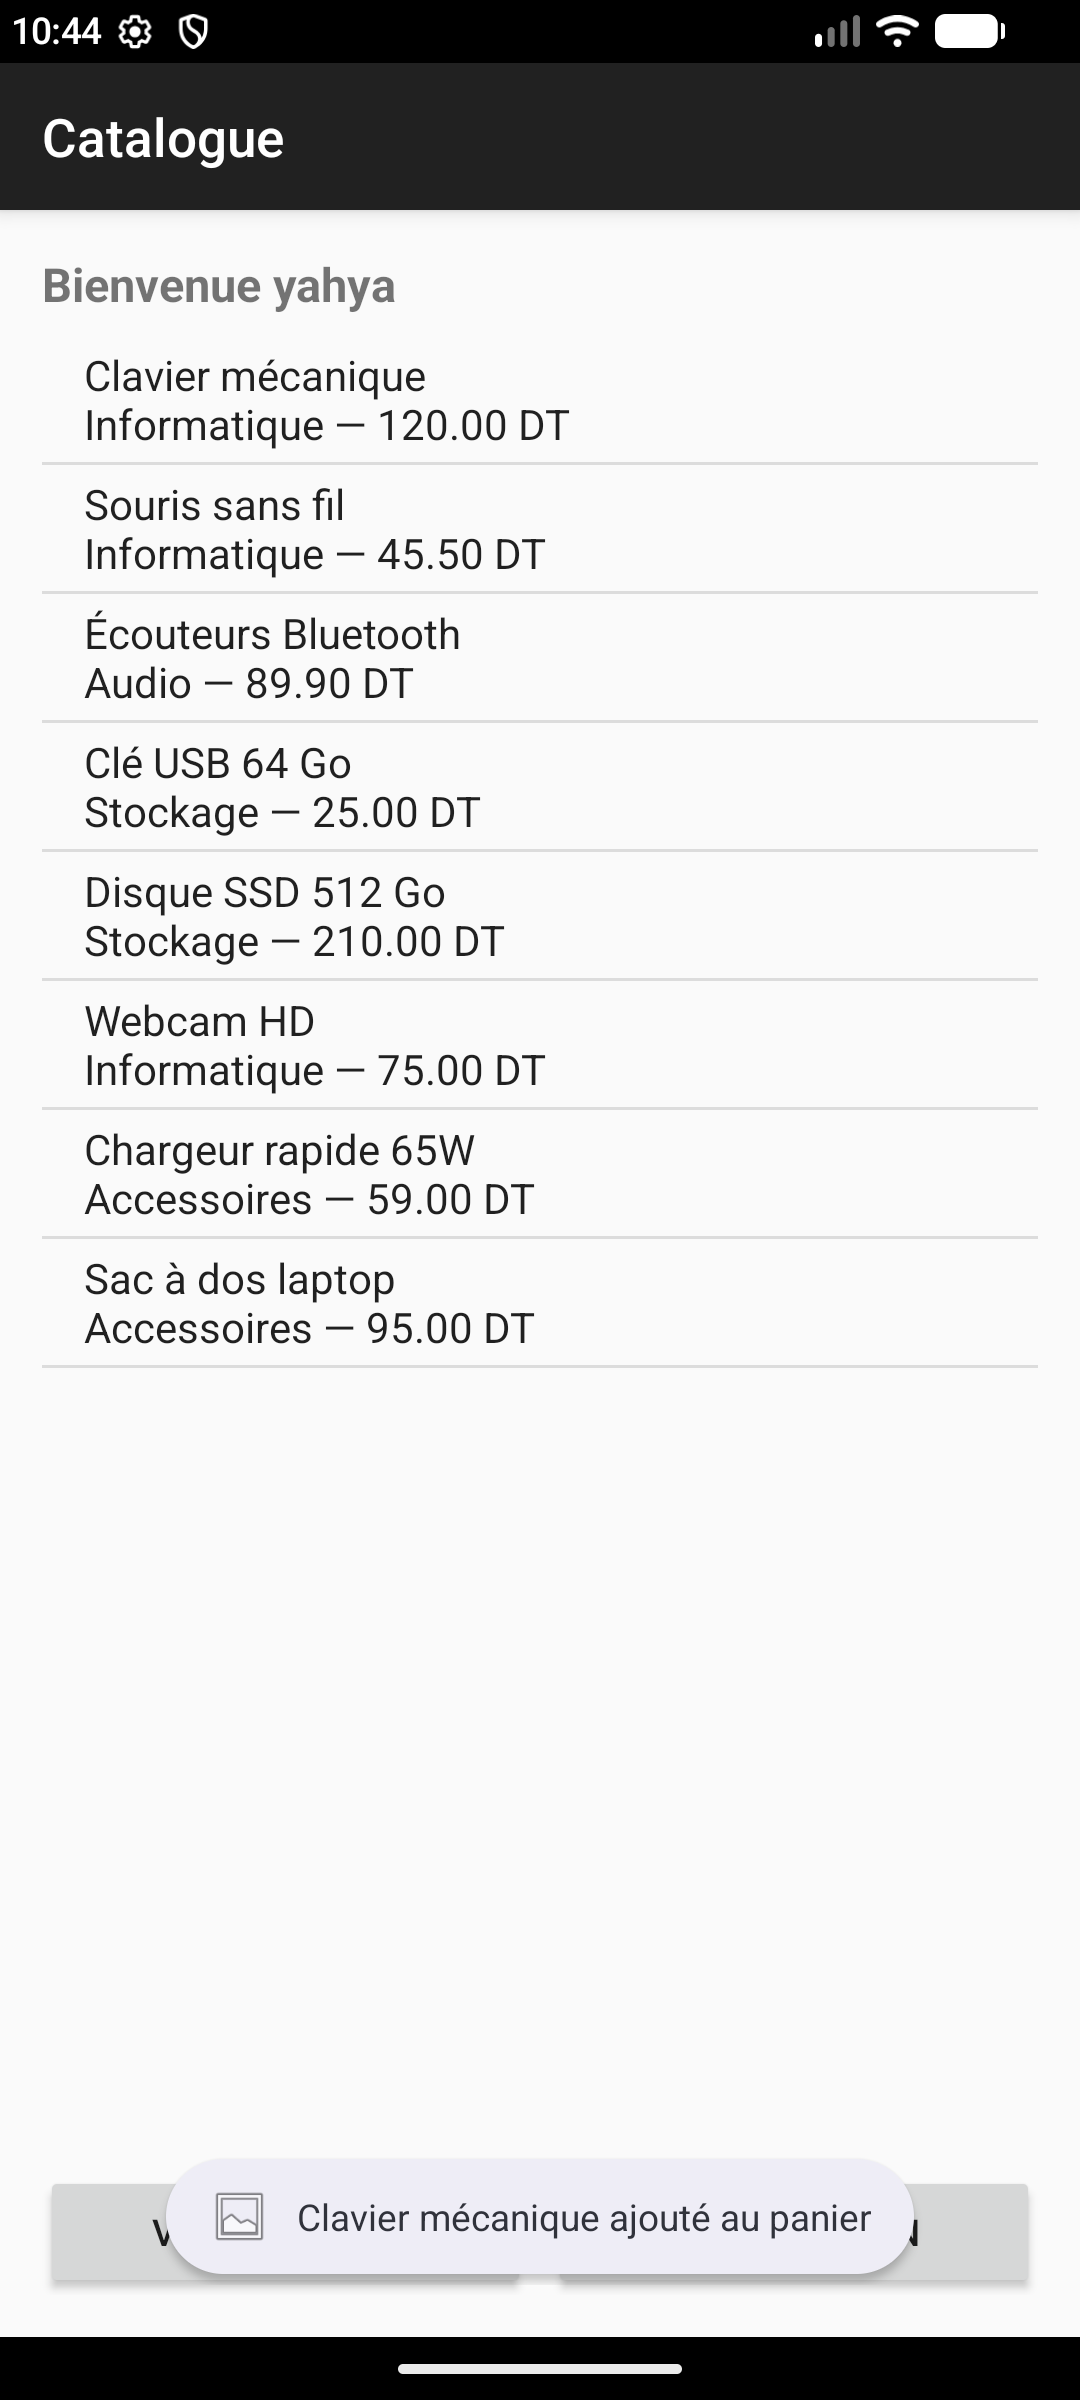 10:44
Catalogue
Bienvenue yahya
Clavier mécanique
Informatique — 120.00 DT
Souris sans fil
Informatique — 45.50 DT
Écouteurs Bluetooth
Audio — 89.90 DT
Clé USB 64 Go
Stockage — 25.00 DT
Disque SSD 512 Go
Stockage — 210.00 DT
Webcam HD
Informatique — 75.00 DT
Chargeur rapide 65W
Accessoires — 59.00 DT
Sac à dos laptop
Accessoires — 95.00 DT
Clavier mécanique ajouté au panier